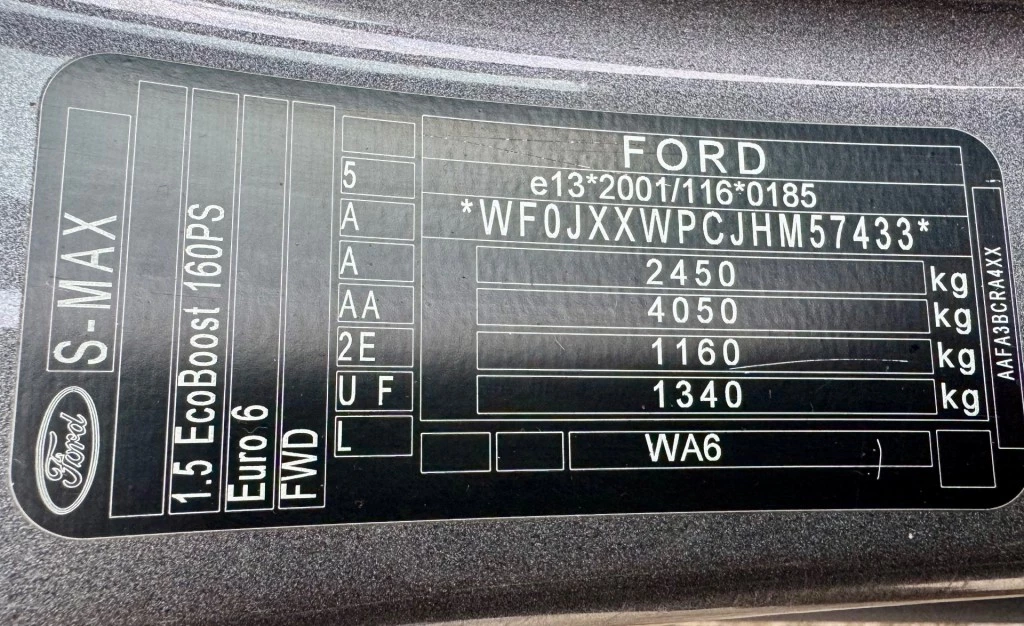 Ford
S-MAX
1.5 EcoBoost 160PS
Euro 6
FWD
5
A
A
AA
2E
U F
L
FORD
e13*2001/116*0185
*WF0JXXWPCJHM57433*
2450 kg
4050 kg
1160 kg
1340 kg
WA6
AAFA3BCRA4XX